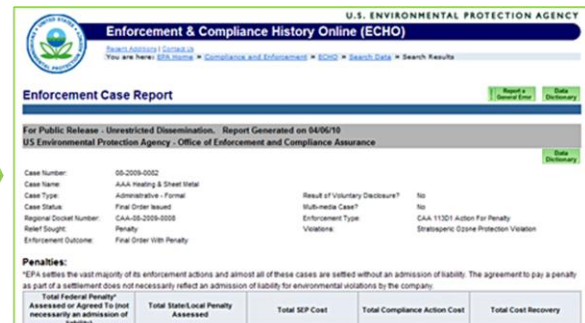 U.S. ENVIRONMENTAL PROTECTION AGENCY
Enforcement & Compliance History Online (ECHO)
Recent Additions | Contact Us
You are here: EPA Home » Compliance and Enforcement » ECHO » Search Data » Search Results
Enforcement Case Report
Report a General Error
Data Dictionary
For Public Release - Unrestricted Dissemination. Report Generated on 04/06/10
US Environmental Protection Agency - Office of Enforcement and Compliance Assurance
Data Dictionary
Case Number: 08-2009-0082
Case Name: AAA Heating & Sheet Metal
Case Type: Administrative - Formal Result of Voluntary Disclosure? No
Case Status: Final Order Issued Multi-media Case? No
Regional Docket Number: CAA-08-2009-0008 Enforcement Type: CAA 113D1 Action For Penalty
Relief Sought: Penalty Violations: Stratospheric Ozone Protection Violation
Enforcement Outcome: Final Order With Penalty
Penalties:
*EPA settles the vast majority of its enforcement actions and almost all of these cases are settled without an admission of liability. The agreement to pay a penalty
as part of a settlement does not necessarily reflect an admission of liability for environmental violations by the company.
Total Federal Penalty* Assessed or Agreed To (not necessarily an admission of liability)
Total State/Local Penalty Assessed
Total SEP Cost
Total Compliance Action Cost
Total Cost Recovery